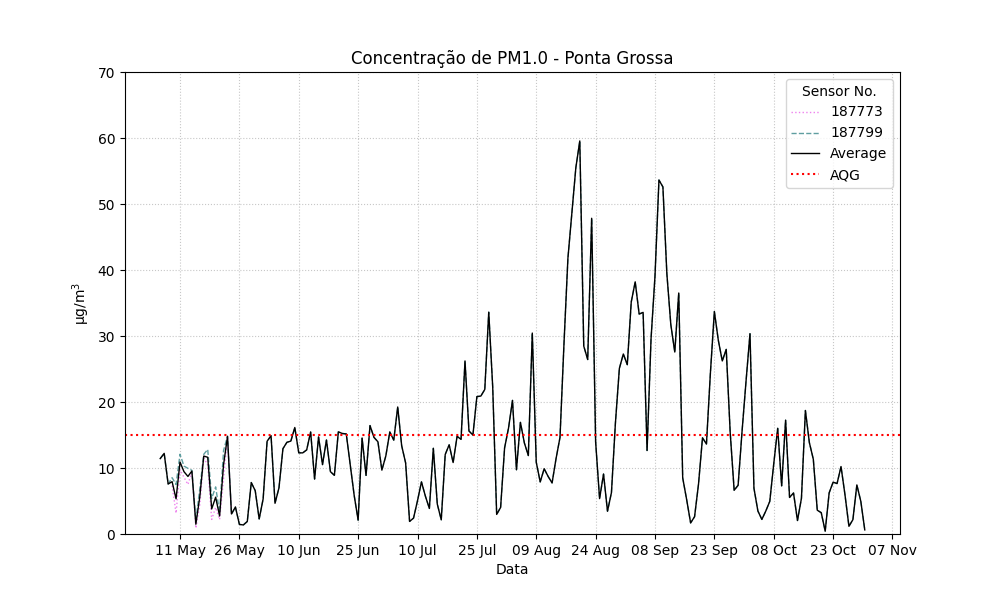 Concentração de PM1.0 - Ponta Grossa
Sensor No.
187773
187799
Average
AQG
70
60
50
40
30
20
10
0
µg/m³
11 May 26 May 10 Jun 25 Jun 10 Jul 25 Jul 09 Aug 24 Aug 08 Sep 23 Sep 08 Oct 23 Oct 07 Nov
Data